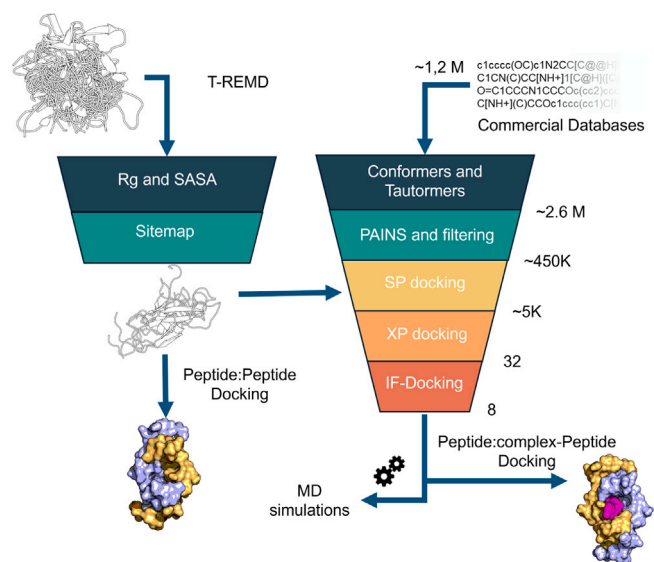 T-REMD
~1,2 M
c1cccc(OC)c1N2CC[C@@H]
C1CN(C)CC[NH+]1[C@H]([C
O=C1CCCN1CCCOc(cc2)cc
C[NH+](C)CCOc1ccc(cc1)C[
Commercial Databases
Rg and SASA
Sitemap
Conformers and
Tautormers
~2.6 M
PAINS and filtering
~450K
SP docking
~5K
XP docking
32
IF-Docking
8
Peptide:Peptide
Docking
Peptide:complex-Peptide
Docking
MD
simulations